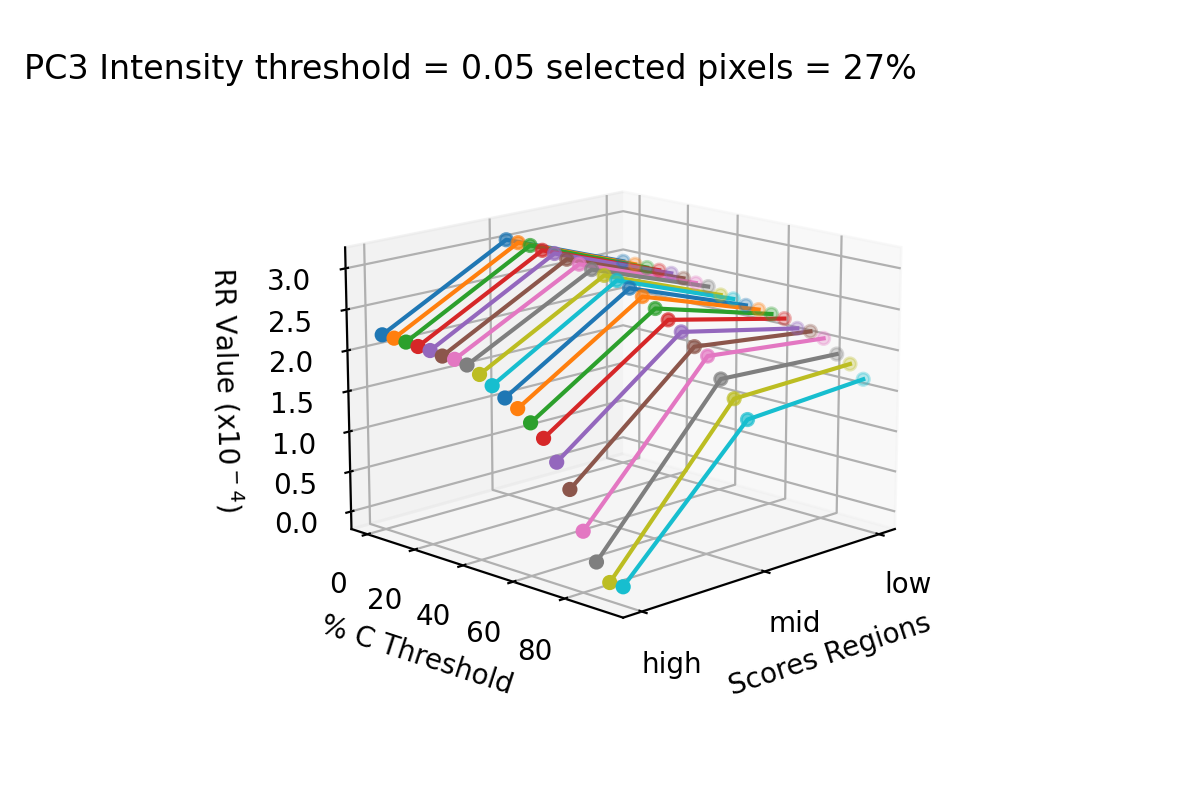 PC3 Intensity threshold = 0.05 selected pixels = 27%
RR Value (x10⁻⁴)
3.0
2.5
2.0
1.5
1.0
0.5
0.0
0
20
40
60
80
% C Threshold
high
mid
low
Scores Regions